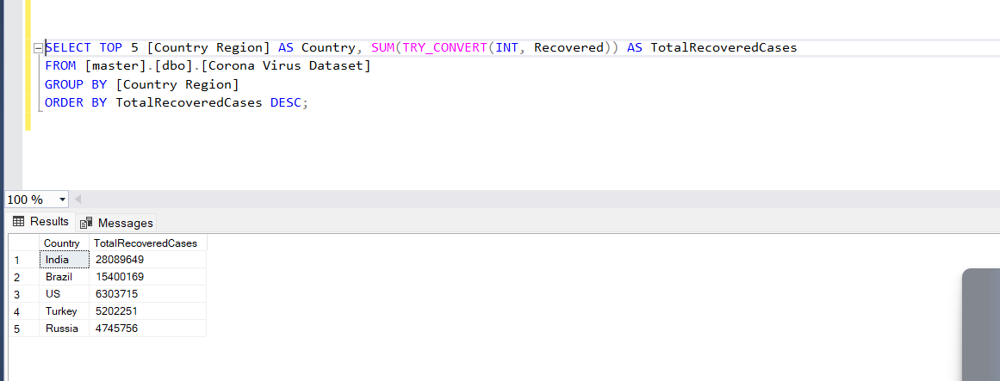 SELECT TOP 5 [Country Region] AS Country, SUM(TRY_CONVERT(INT, Recovered)) AS TotalRecoveredCases
FROM [master].[dbo].[Corona Virus Dataset]
GROUP BY [Country Region]
ORDER BY TotalRecoveredCases DESC;
100 %
Results Messages
Country TotalRecoveredCases
1 India 28089649
2 Brazil 15400169
3 US 6303715
4 Turkey 5202251
5 Russia 4745756